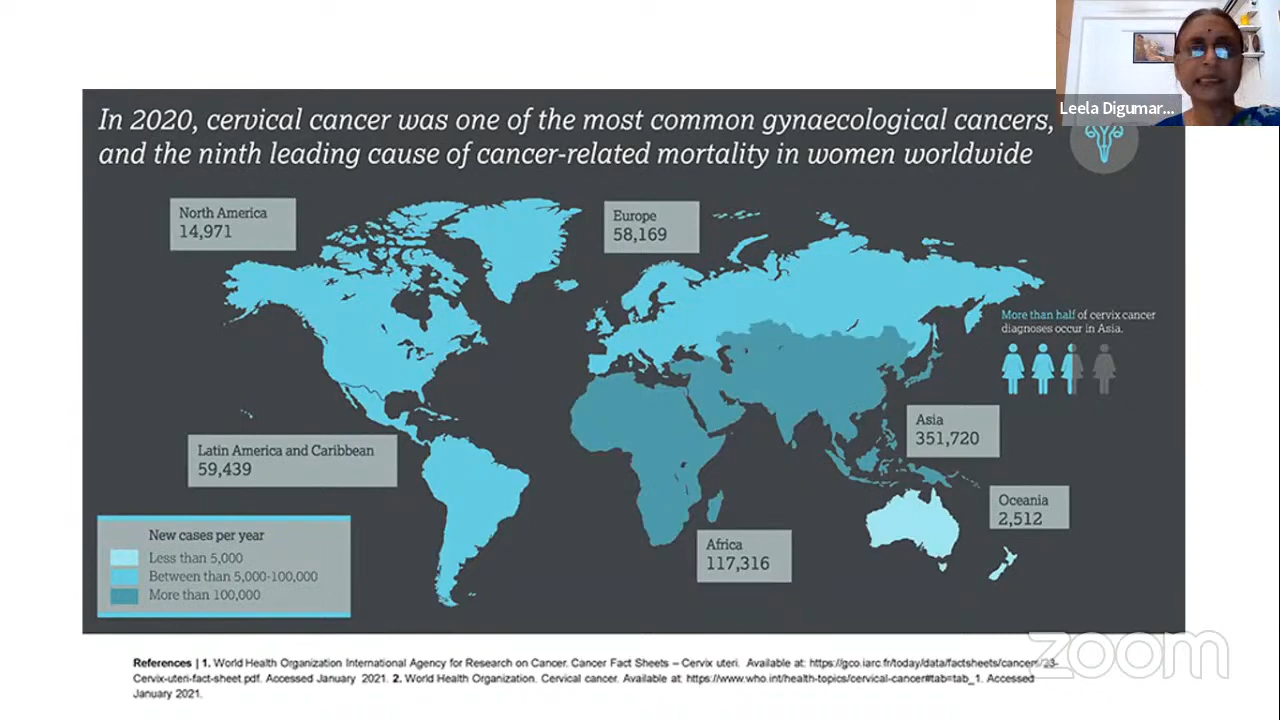 Leela Digumar...
In 2020, cervical cancer was one of the most common gynaecological cancers,
and the ninth leading cause of cancer-related mortality in women worldwide
North America
14,971
Europe
58,169
More than half of cervix cancer
diagnoses occur in Asia.
Asia
351,720
Latin America and Caribbean
59,439
Oceania
2,512
Africa
117,316
New cases per year
Less than 5,000
Between than 5,000-100,000
More than 100,000
References | 1. World Health Organization International Agency for Research on Cancer. Cancer Fact Sheets – Cervix uteri. Available at: https://gco.iarc.fr/today/data/factsheets/cancers/23-
Cervix-uteri-fact-sheet.pdf. Accessed January 2021. 2. World Health Organization. Cervical cancer. Available at: https://www.who.int/health-topics/cervical-cancer#tab=tab_1. Accessed
January 2021.
zoom